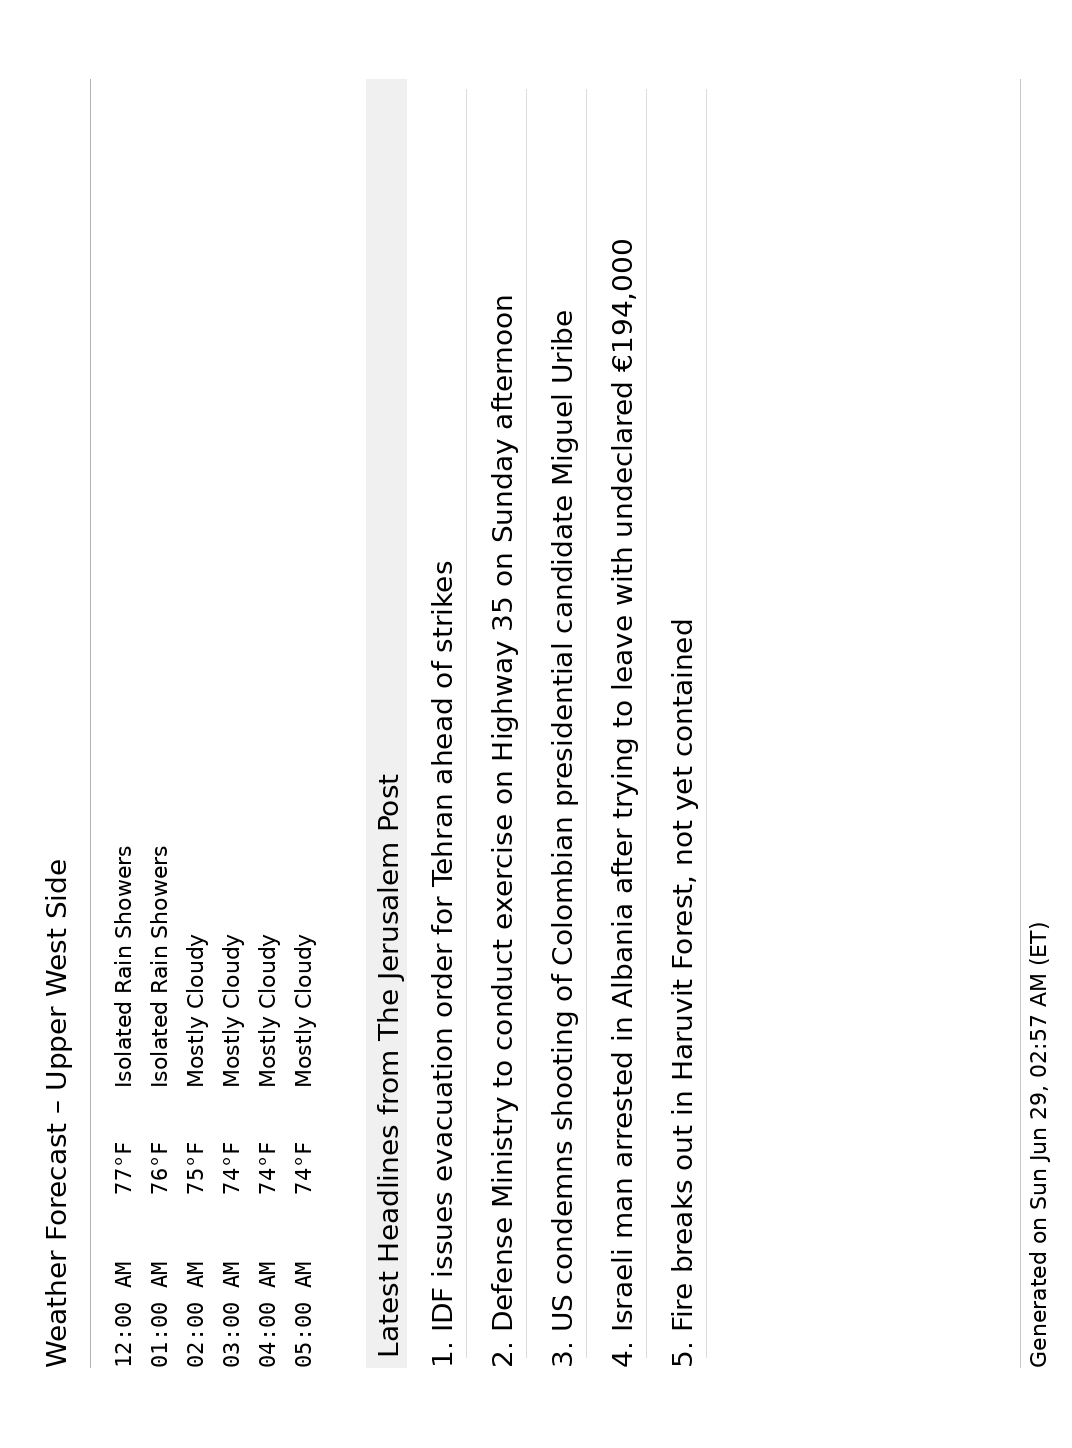 Weather Forecast – Upper West Side
12:00 AM 77°F Isolated Rain Showers
01:00 AM 76°F Isolated Rain Showers
02:00 AM 75°F Mostly Cloudy
03:00 AM 74°F Mostly Cloudy
04:00 AM 74°F Mostly Cloudy
05:00 AM 74°F Mostly Cloudy
Latest Headlines from The Jerusalem Post
1. IDF issues evacuation order for Tehran ahead of strikes
2. Defense Ministry to conduct exercise on Highway 35 on Sunday afternoon
3. US condemns shooting of Colombian presidential candidate Miguel Uribe
4. Israeli man arrested in Albania after trying to leave with undeclared €194,000
5. Fire breaks out in Haruvit Forest, not yet contained
Generated on Sun Jun 29, 02:57 AM (ET)